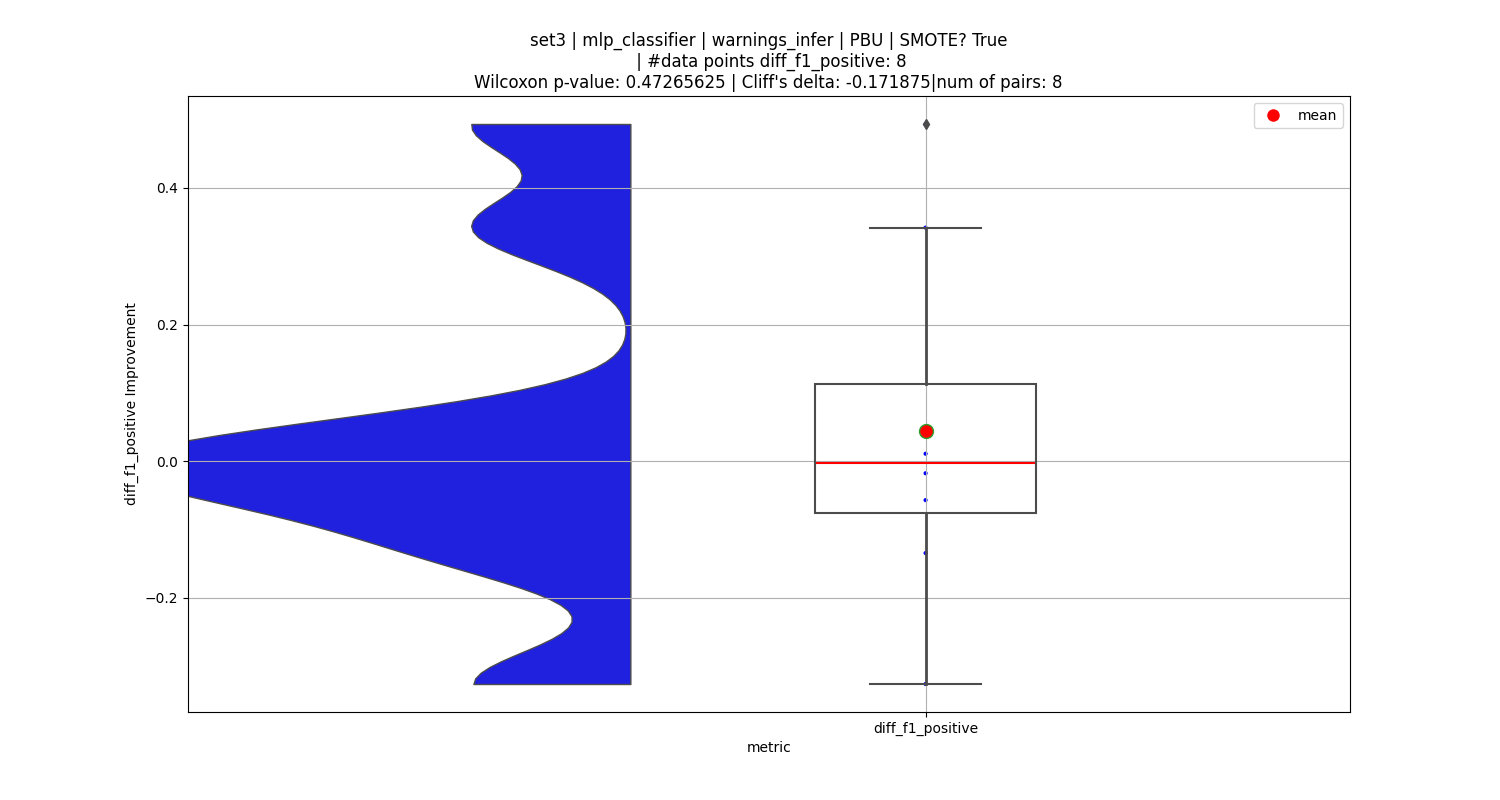 set3 | mlp_classifier | warnings_infer | PBU | SMOTE? True
| #data points diff_f1_positive: 8
Wilcoxon p-value: 0.47265625 | Cliff's delta: -0.171875|num of pairs: 8
mean
0.4
0.2
0.0
−0.2
diff_f1_positive Improvement
diff_f1_positive
metric